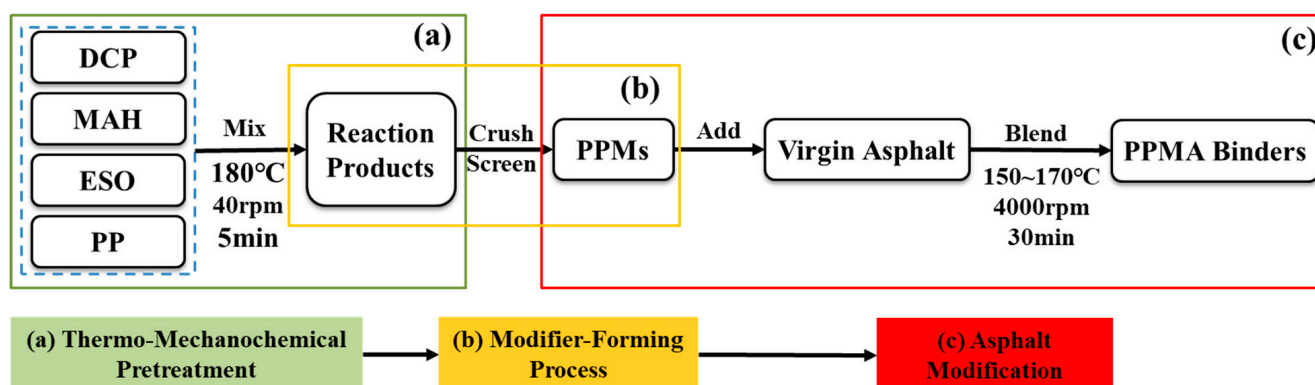 (a)
(b)
(c)
DCP
MAH
ESO
PP
Mix
180°C
40rpm
5min
Reaction
Products
Crush
Screen
PPMs
Add
Virgin Asphalt
Blend
150~170°C
4000rpm
30min
PPMA Binders
(a) Thermo-Mechanochemical
Pretreatment
(b) Modifier-Forming
Process
(c) Asphalt
Modification